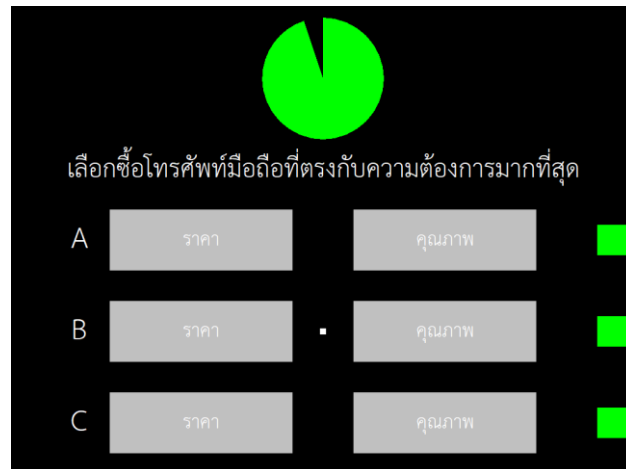 เลือกซื้อโทรศัพท์มือถือที่ตรงกับความต้องการมากที่สุด
A ราคา คุณภาพ
B ราคา คุณภาพ
C ราคา คุณภาพ